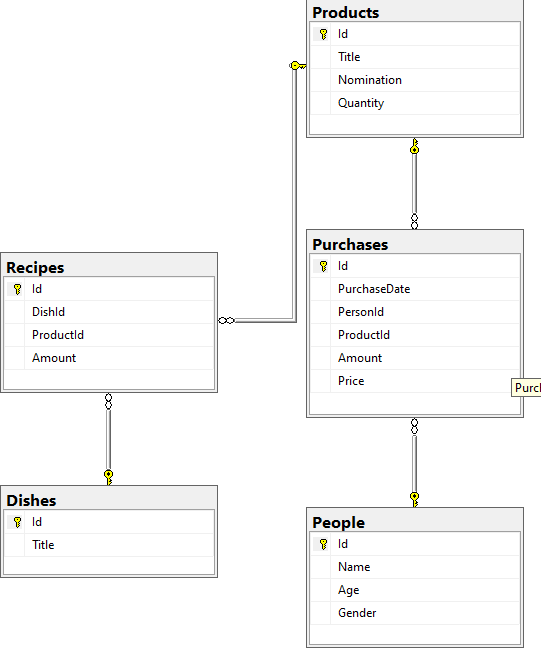 Products
Id
Title
Nomination
Quantity
Recipes
Id
DishId
ProductId
Amount
Purchases
Id
PurchaseDate
PersonId
ProductId
Amount
Price
Purcl
Dishes
Id
Title
People
Id
Name
Age
Gender